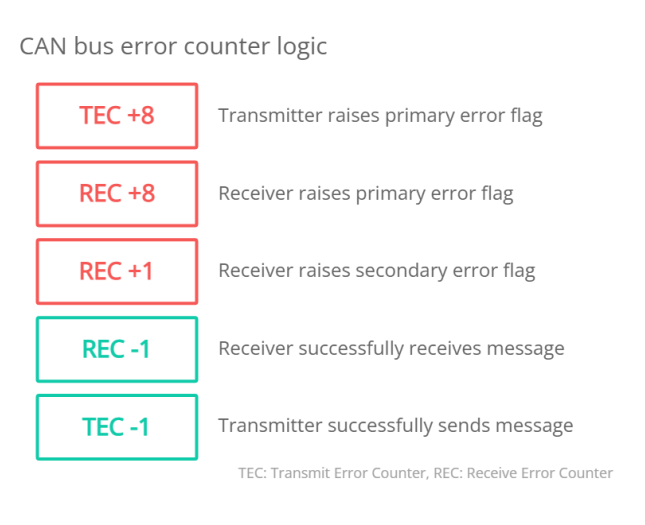 CAN bus error counter logic
TEC +8 Transmitter raises primary error flag
REC +8 Receiver raises primary error flag
REC +1 Receiver raises secondary error flag
REC -1 Receiver successfully receives message
TEC -1 Transmitter successfully sends message
TEC: Transmit Error Counter, REC: Receive Error Counter